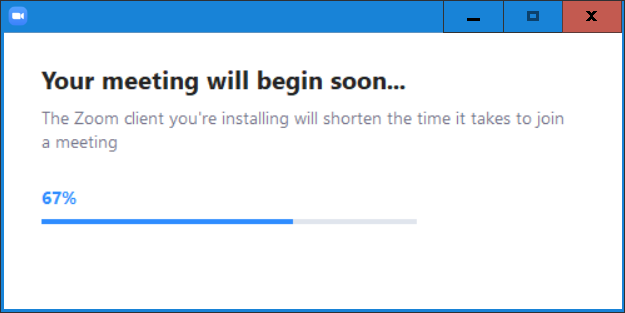 Your meeting will begin soon...
The Zoom client you're installing will shorten the time it takes to join
a meeting
67%